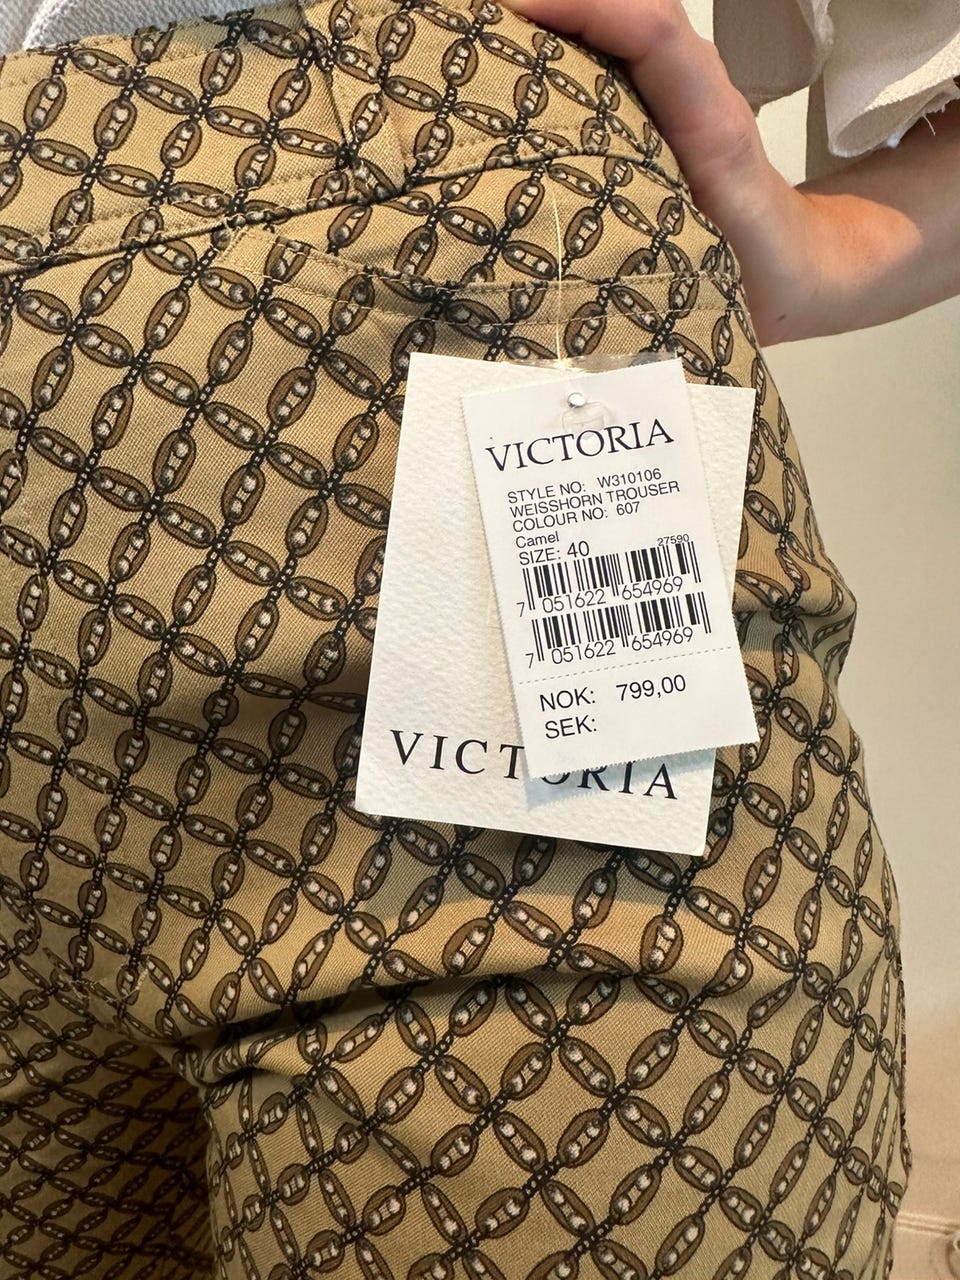 VICTORIA
STYLE NO: W310106
WEISSHORN TROUSER
COLOUR NO: 607
Camel
SIZE: 40
27590
7 051622 654969
7 051622 654969
NOK: 799,00
SEK:
VICTORIA